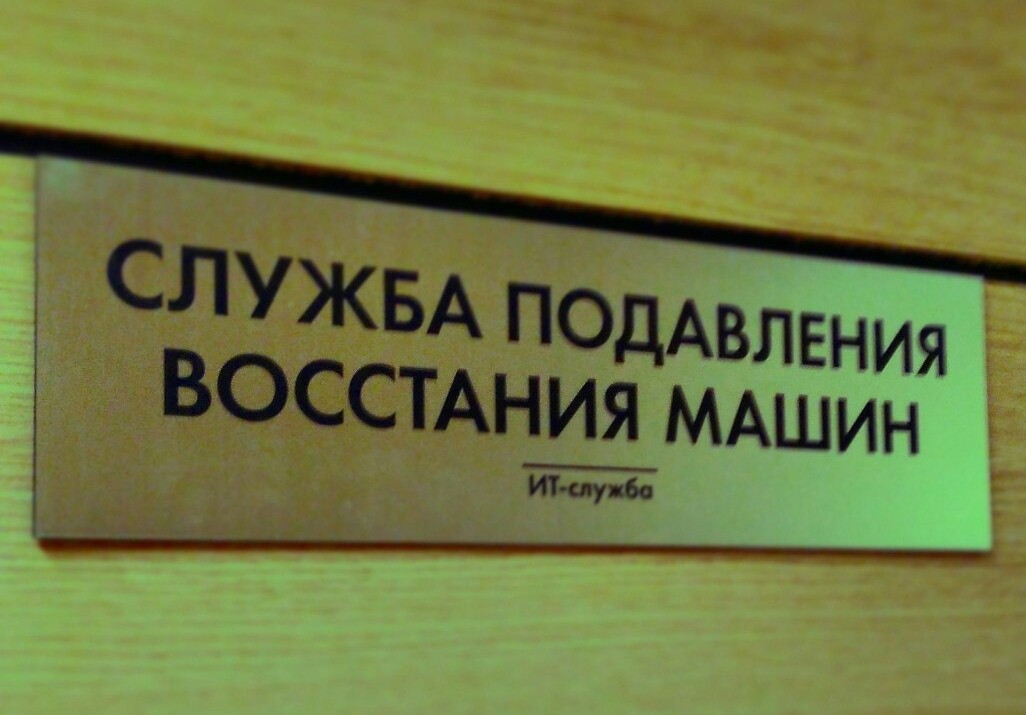 СЛУЖБА ПОДАВЛЕНИЯ
ВОССТАНИЯ МАШИН
ИТ-служба